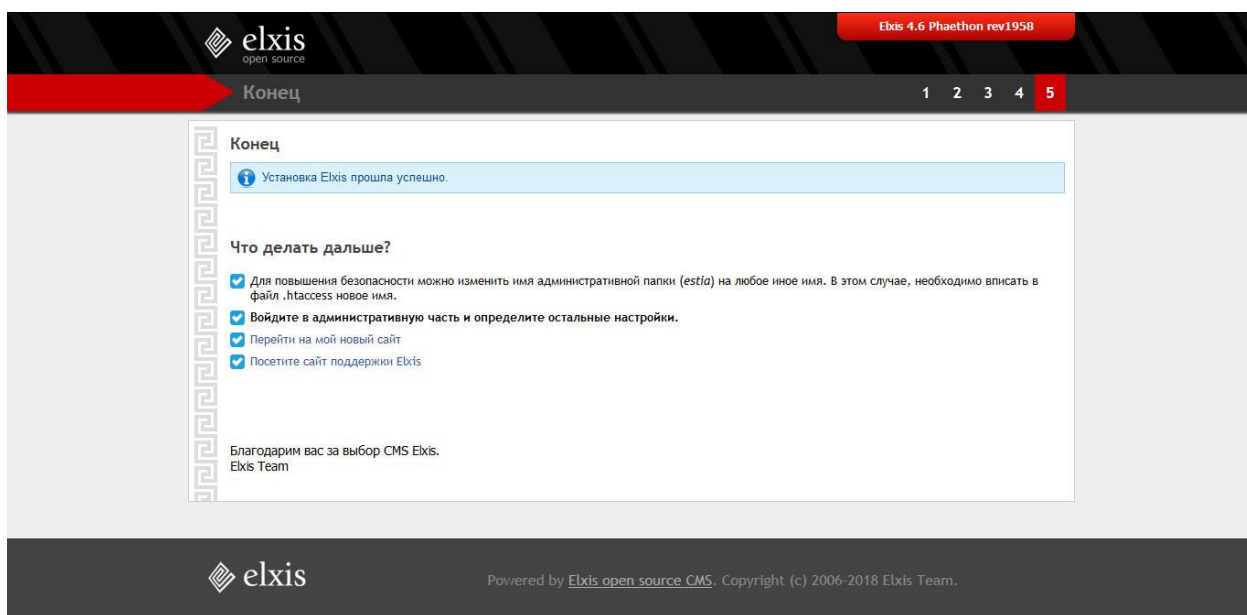 elxis
open source
Elxis 4.6 Phaethon rev1958
Конец
1 2 3 4 5
Конец
Установка Elxis прошла успешно.
Что делать дальше?
Для повышения безопасности можно изменить имя административной папки (estia) на любое иное имя. В этом случае, необходимо вписать в
файл .htaccess новое имя.
Войдите в административную часть и определите остальные настройки.
Перейти на мой новый сайт
Посетите сайт поддержки Elxis
Благодарим вас за выбор CMS Elxis.
Elxis Team
elxis
Powered by Elxis open source CMS. Copyright (c) 2006-2018 Elxis Team.